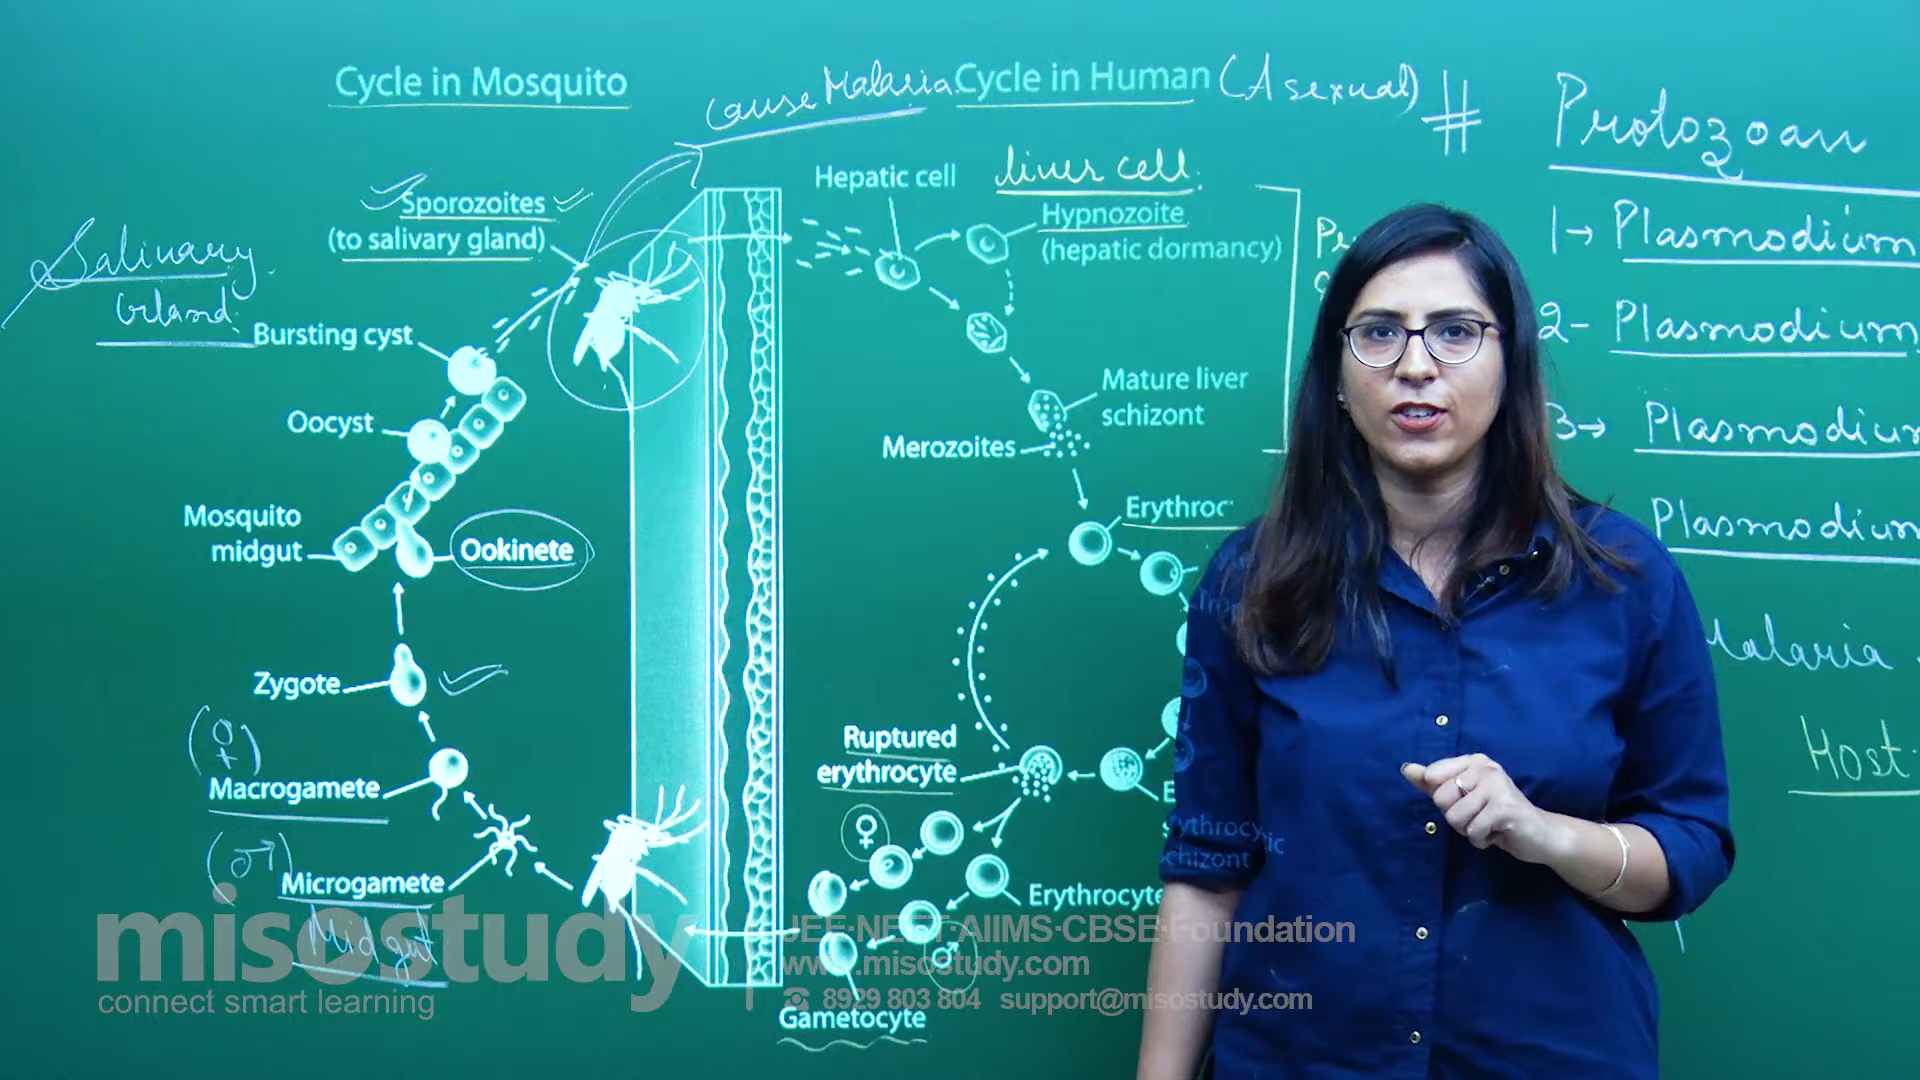 Cycle in Mosquito
cause Malaria
Cycle in Human (Asexual)
# Protozoan
Sporozoites
(to salivary gland)
Salivary
Gland
Bursting cyst
Oocyst
Mosquito
midgut
Ookinete
Zygote
(♀)
Macrogamete
(♂)
Microgamete
Midgut
Hepatic cell
liver cell
Hypnozoite
(hepatic dormancy)
Mature liver
schizont
Merozoites
Erythroc
Ruptured
erythrocyte
♀
Erythrocyte
♂
Gametocyte
1→ Plasmodium
2- Plasmodium
3→ Plasmodium
Plasmodium
Malaria
Host
misostudy
connect smart learning
JEE·NEET·AIIMS·CBSE·Foundation
www.misostudy.com
8929 803 804 support@misostudy.com